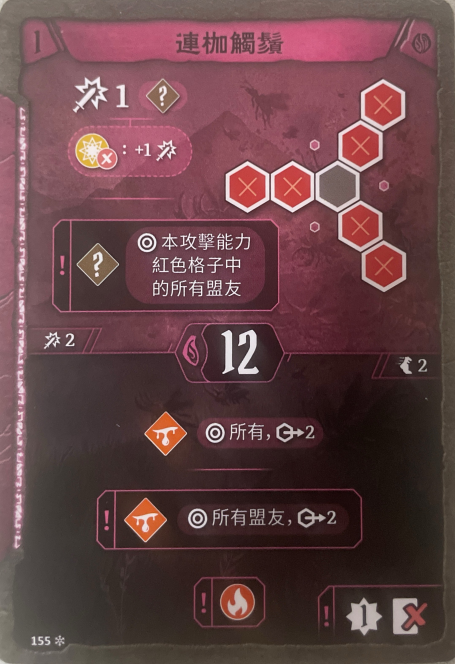 1 連枷觸鬚
1 ?
: +1
! ? 本攻擊能力
紅色格子中
的所有盟友
2 12 2
所有, 2
! 所有盟友, 2
! ! 1
155